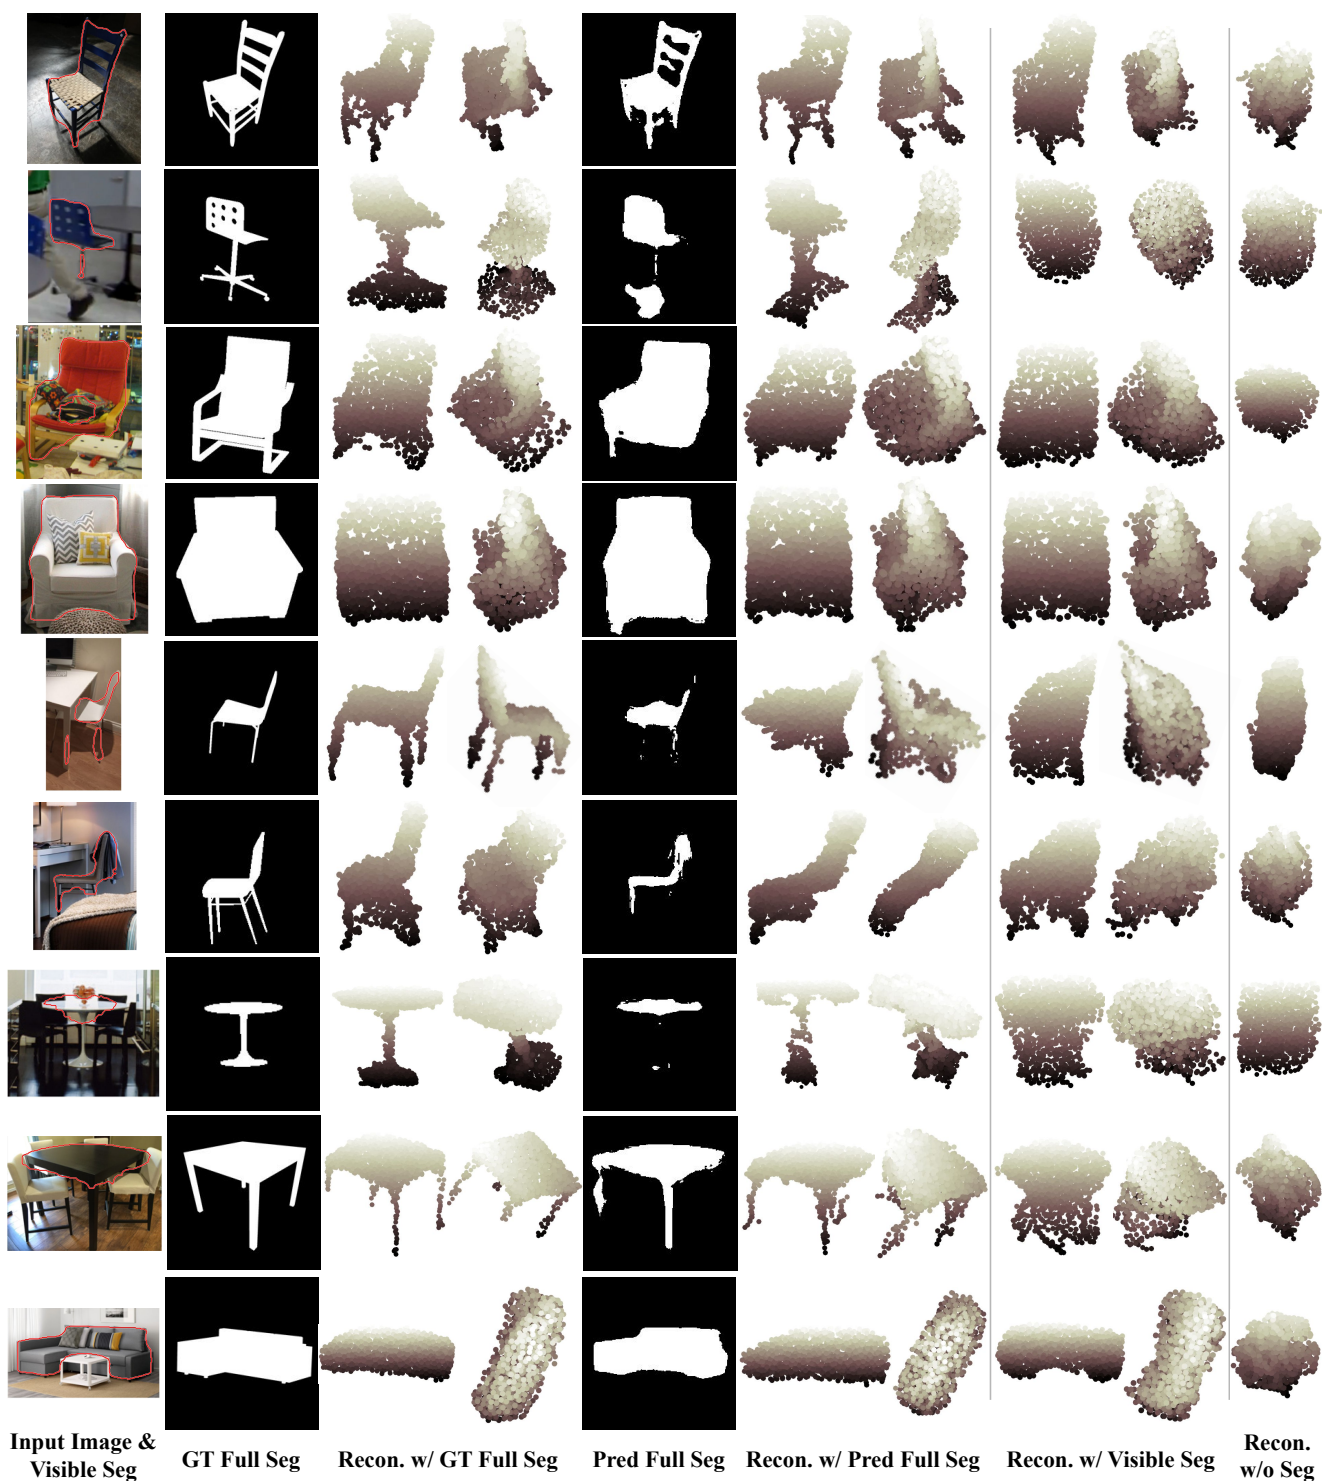 Input Image &
Visible Seg
GT Full Seg
Recon. w/ GT Full Seg
Pred Full Seg
Recon. w/ Pred Full Seg
Recon. w/ Visible Seg
Recon.
w/o Seg